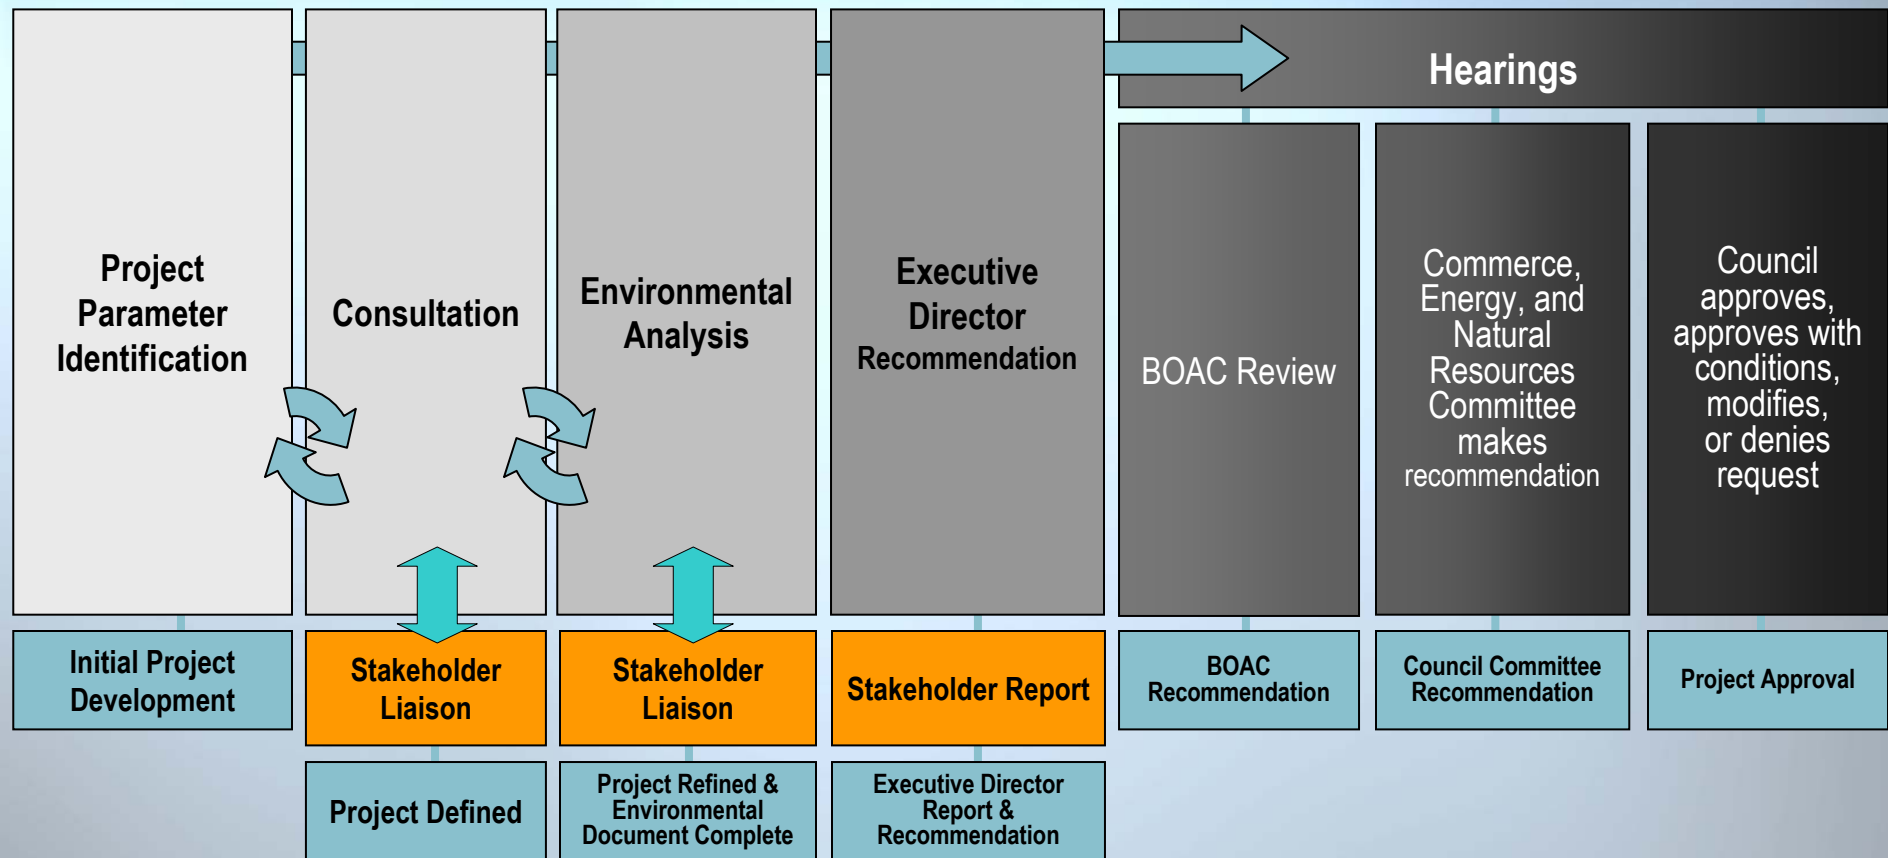 Project
Parameter
Identification
Consultation
Environmental
Analysis
Executive
Director
Recommendation
Hearings
BOAC Review
Commerce,
Energy, and
Natural
Resources
Committee
makes
recommendation
Council
approves,
approves with
conditions,
modifies,
or denies
request
Initial Project
Development
Stakeholder
Liaison
Stakeholder
Liaison
Stakeholder Report
BOAC
Recommendation
Council Committee
Recommendation
Project Approval
Project Defined
Project Refined &
Environmental
Document Complete
Executive Director
Report &
Recommendation